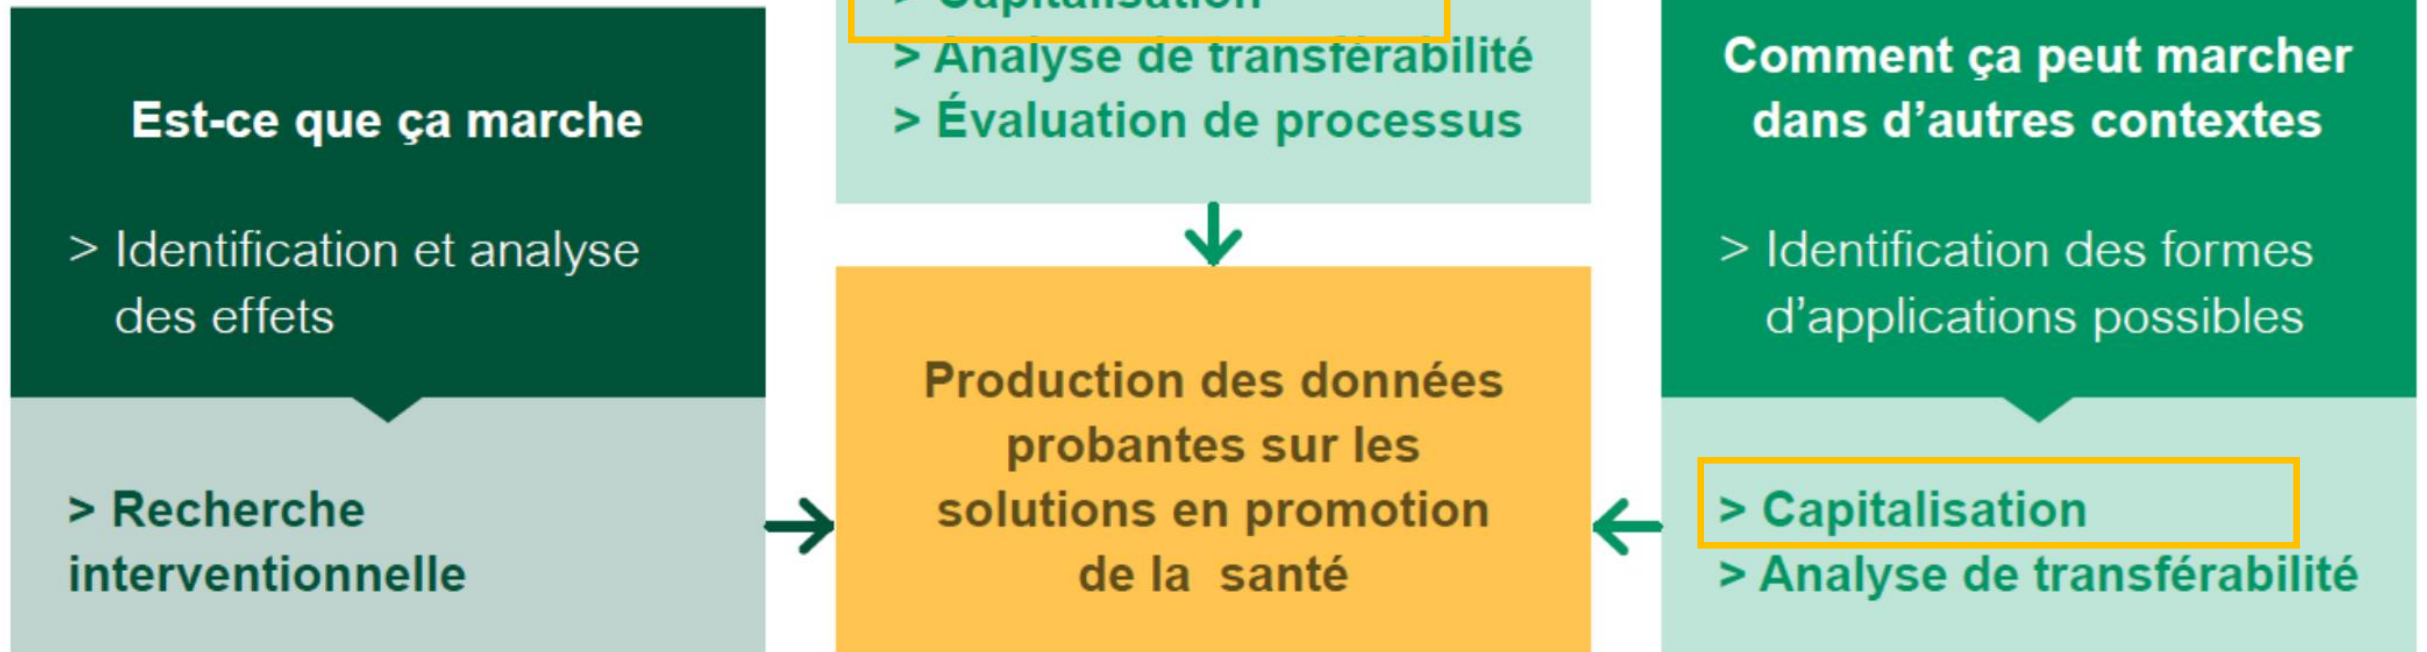 Est-ce que ça marche
> Identification et analyse
des effets
> Recherche
interventionnelle
> Capitalisation
> Analyse de transférabilité
> Évaluation de processus
Production des données
probantes sur les
solutions en promotion
de la santé
Comment ça peut marcher
dans d’autres contextes
> Identification des formes
d’applications possibles
> Capitalisation
> Analyse de transférabilité